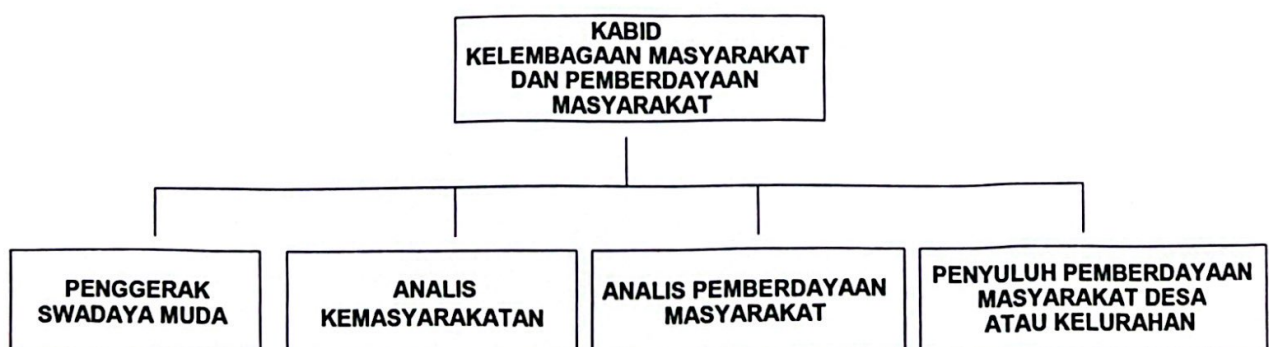 KABID
KELEMBAGAAN MASYARAKAT
DAN PEMBERDAYAAN
MASYARAKAT
PENGGERAK
SWADAYA MUDA
ANALIS
KEMASYARAKATAN
ANALIS PEMBERDAYAAN
MASYARAKAT
PENYULUH PEMBERDAYAAN
MASYARAKAT DESA
ATAU KELURAHAN